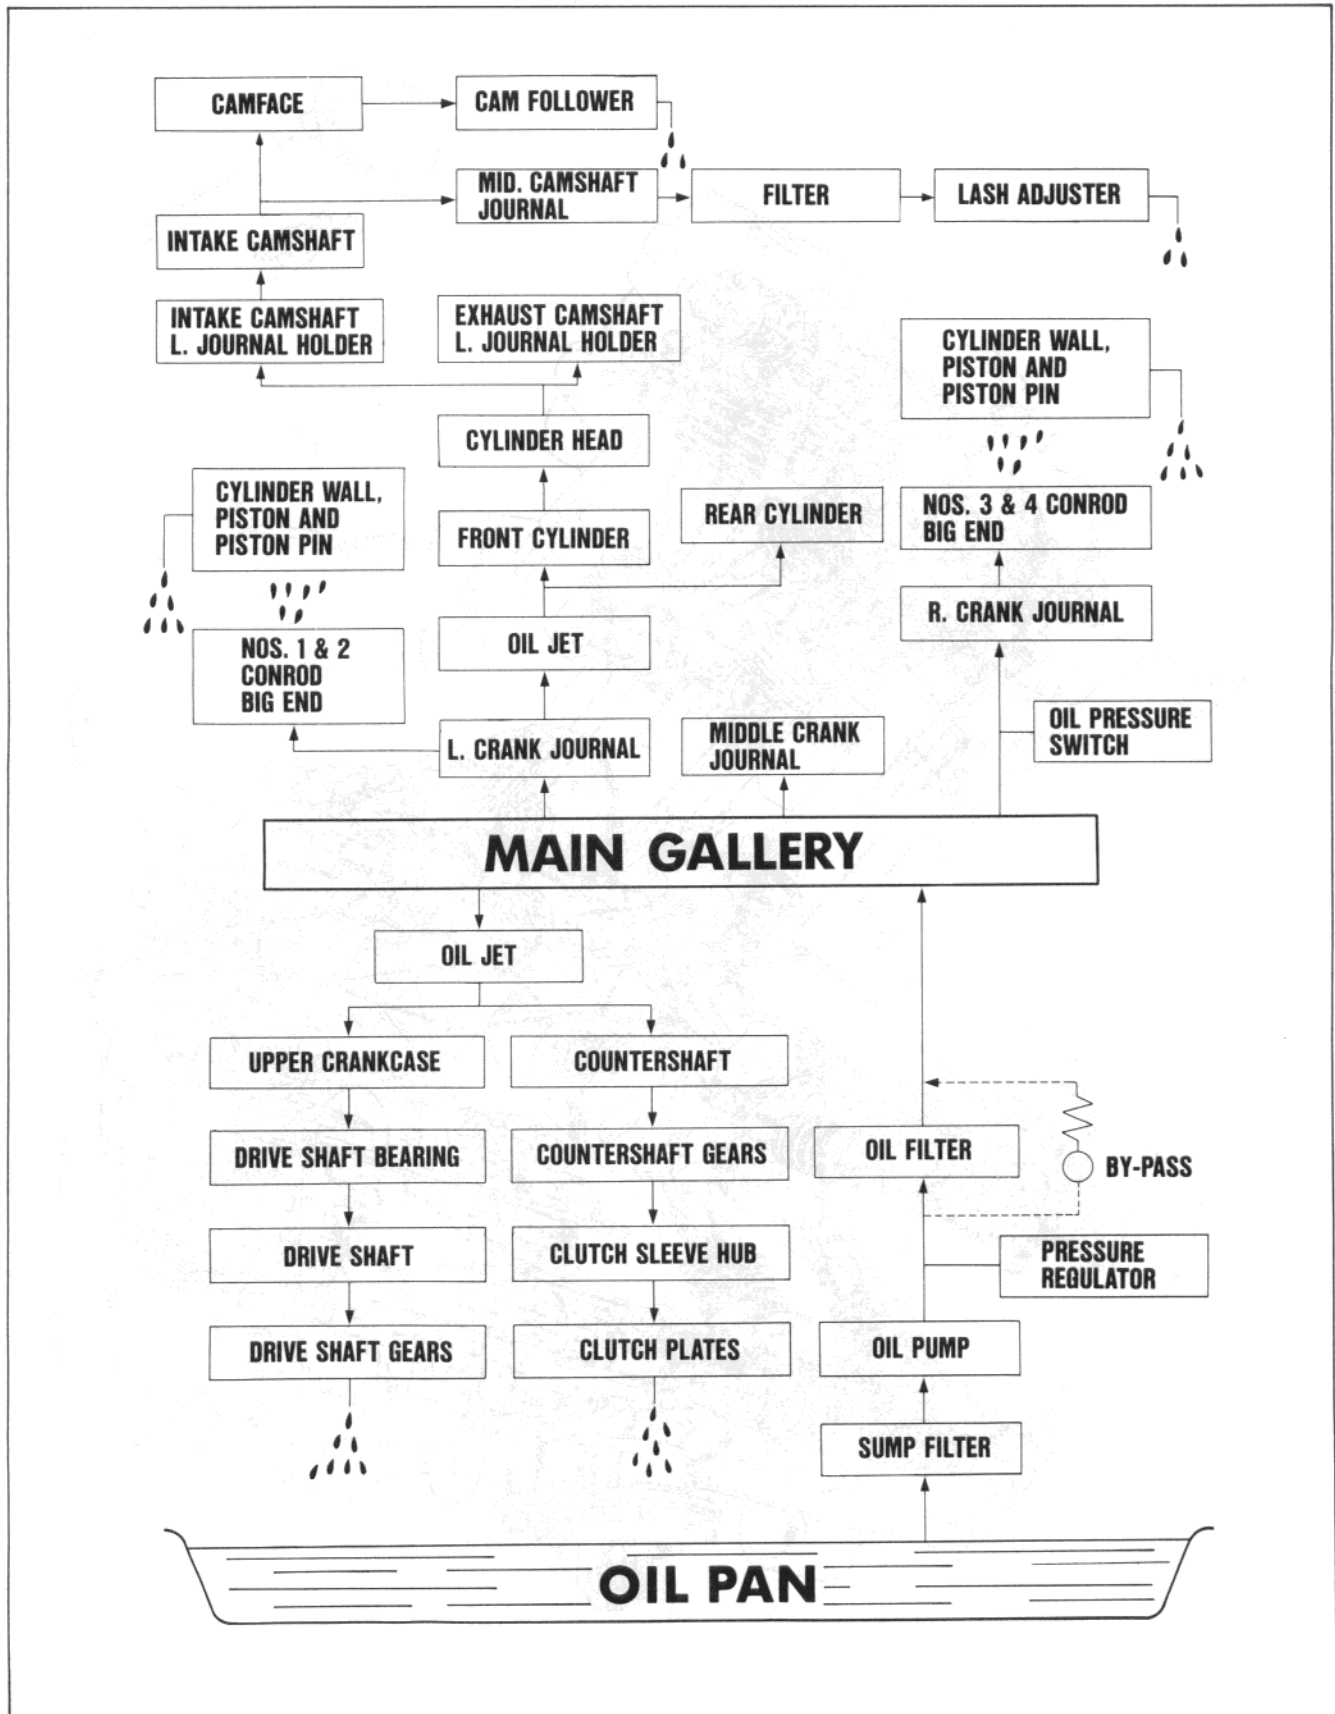 CAMFACE
CAM FOLLOWER
MID. CAMSHAFT
JOURNAL
FILTER
LASH ADJUSTER
INTAKE CAMSHAFT
INTAKE CAMSHAFT
L. JOURNAL HOLDER
EXHAUST CAMSHAFT
L. JOURNAL HOLDER
CYLINDER WALL,
PISTON AND
PISTON PIN
CYLINDER HEAD
CYLINDER WALL,
PISTON AND
PISTON PIN
FRONT CYLINDER
REAR CYLINDER
NOS. 3 & 4 CONROD
BIG END
R. CRANK JOURNAL
OIL JET
NOS. 1 & 2
CONROD
BIG END
L. CRANK JOURNAL
MIDDLE CRANK
JOURNAL
OIL PRESSURE
SWITCH
MAIN GALLERY
OIL JET
UPPER CRANKCASE
COUNTERSHAFT
DRIVE SHAFT BEARING
COUNTERSHAFT GEARS
OIL FILTER
BY-PASS
DRIVE SHAFT
CLUTCH SLEEVE HUB
PRESSURE
REGULATOR
DRIVE SHAFT GEARS
CLUTCH PLATES
OIL PUMP
SUMP FILTER
OIL PAN